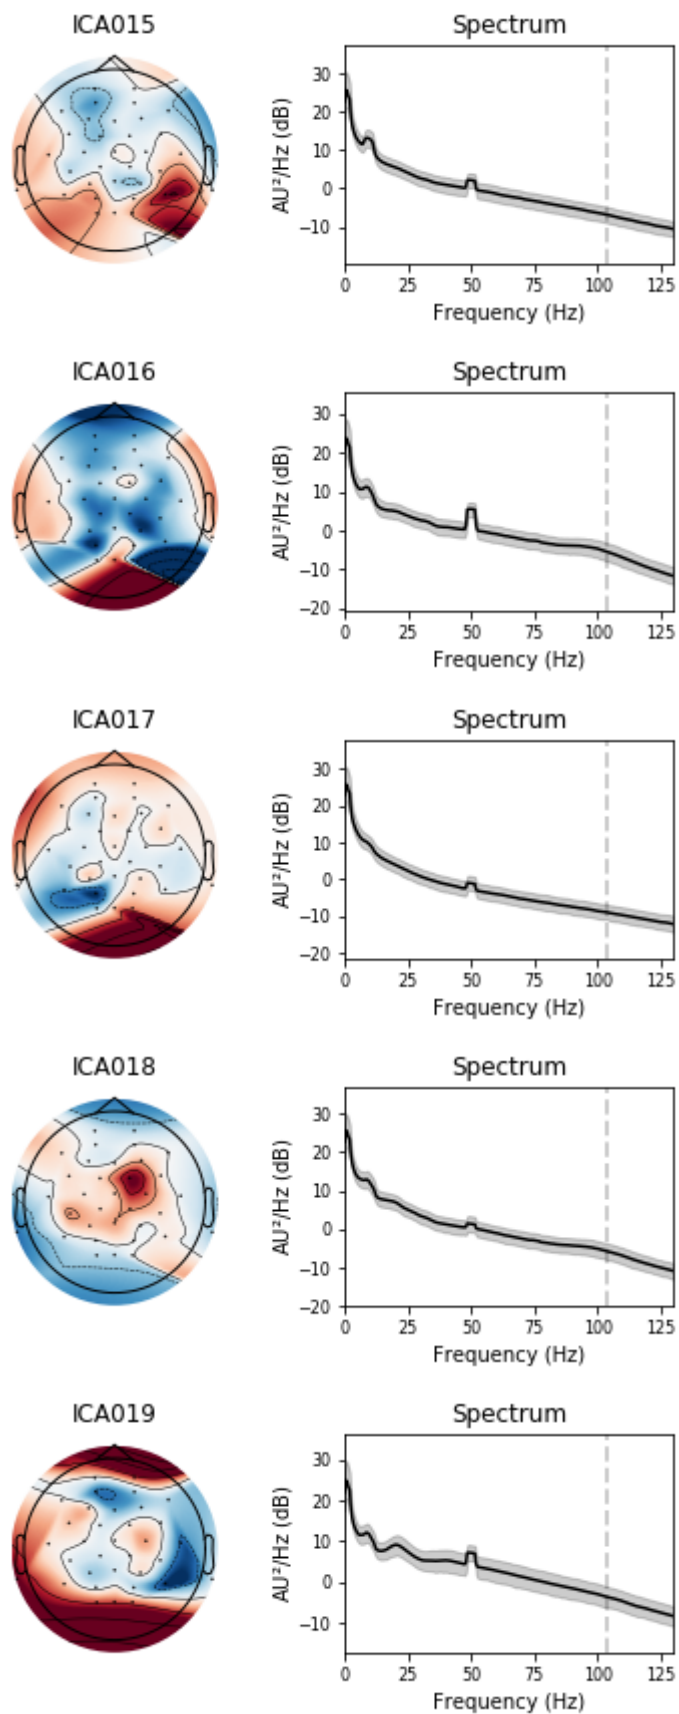 ICA015 Spectrum
AU²/Hz (dB)
30
20
10
0
−10
0 25 50 75 100 125
Frequency (Hz)
ICA016 Spectrum
AU²/Hz (dB)
30
20
10
0
−10
−20
0 25 50 75 100 125
Frequency (Hz)
ICA017 Spectrum
AU²/Hz (dB)
30
20
10
0
−10
−20
0 25 50 75 100 125
Frequency (Hz)
ICA018 Spectrum
AU²/Hz (dB)
30
20
10
0
−10
−20
0 25 50 75 100 125
Frequency (Hz)
ICA019 Spectrum
AU²/Hz (dB)
30
20
10
0
−10
0 25 50 75 100 125
Frequency (Hz)